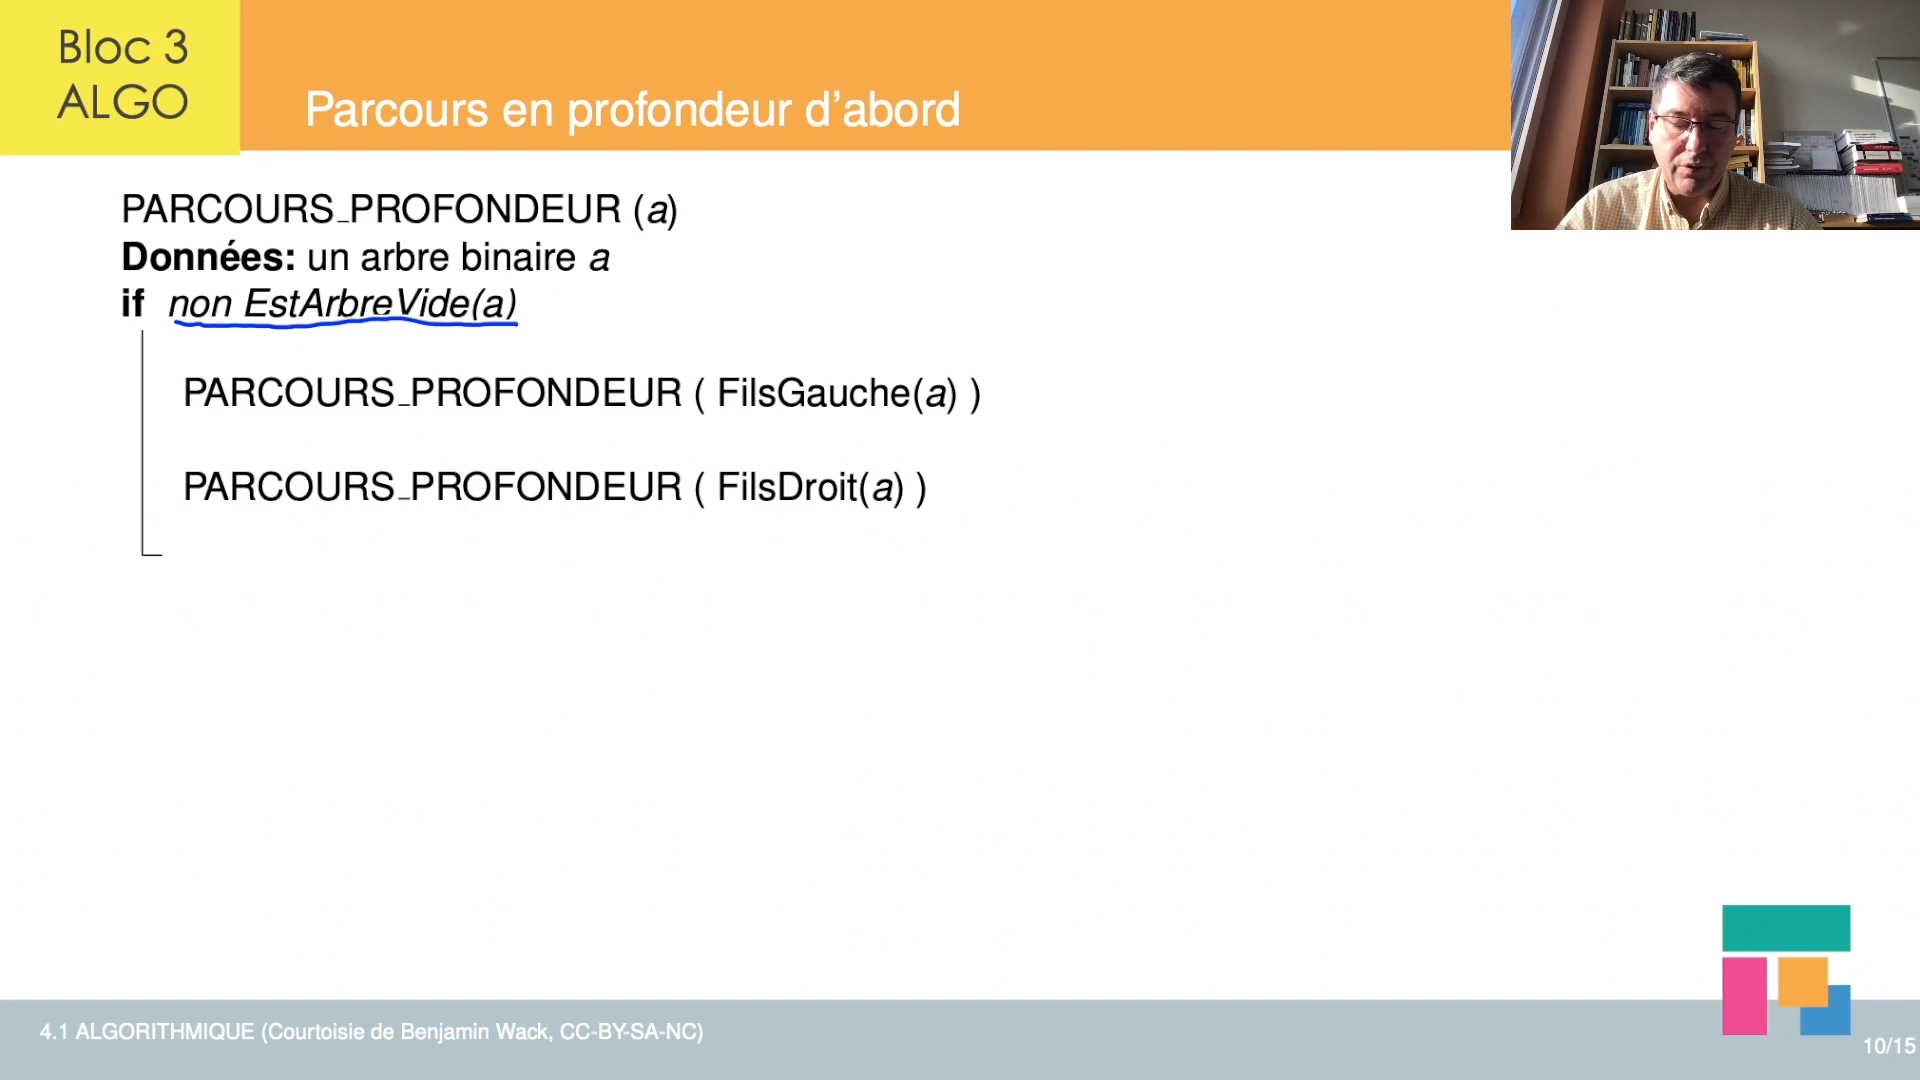 Bloc 3
ALGO
Parcours en profondeur d'abord
PARCOURS_PROFONDEUR (a)
Données: un arbre binaire a
if non EstArbreVide(a)
PARCOURS_PROFONDEUR ( FilsGauche(a) )
PARCOURS_PROFONDEUR ( FilsDroit(a) )
4.1 ALGORITHMIQUE (Courtoisie de Benjamin Wack, CC-BY-SA-NC)
10/15